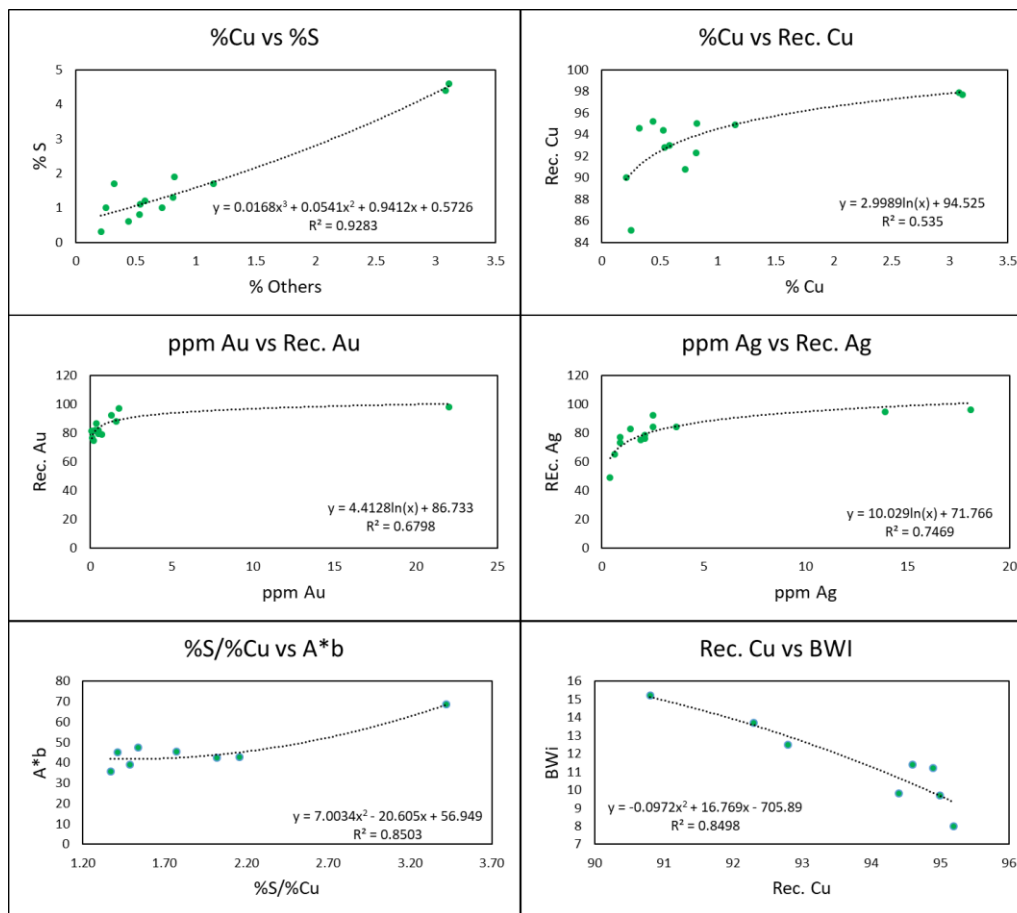 %Cu vs %S
5
4
3
2
1
0
% S
y = 0.0168x³ + 0.0541x² + 0.9412x + 0.5726
R² = 0.9283
0 0.5 1 1.5 2 2.5 3 3.5
% Others
%Cu vs Rec. Cu
100
98
96
94
92
90
88
86
84
Rec. Cu
y = 2.9989ln(x) + 94.525
R² = 0.535
0 0.5 1 1.5 2 2.5 3 3.5
% Cu
ppm Au vs Rec. Au
120
100
80
60
40
20
0
Rec. Au
y = 4.4128ln(x) + 86.733
R² = 0.6798
0 5 10 15 20 25
ppm Au
ppm Ag vs Rec. Ag
120
100
80
60
40
20
0
REc. Ag
y = 10.029ln(x) + 71.766
R² = 0.7469
0 5 10 15 20
ppm Ag
%S/%Cu vs A*b
80
70
60
50
40
30
20
10
0
A*b
y = 7.0034x² - 20.605x + 56.949
R² = 0.8503
1.20 1.70 2.20 2.70 3.20 3.70
%S/%Cu
Rec. Cu vs BWI
16
15
14
13
12
11
10
9
8
7
BWi
y = -0.0972x² + 16.769x - 705.89
R² = 0.8498
90 91 92 93 94 95 96
Rec. Cu